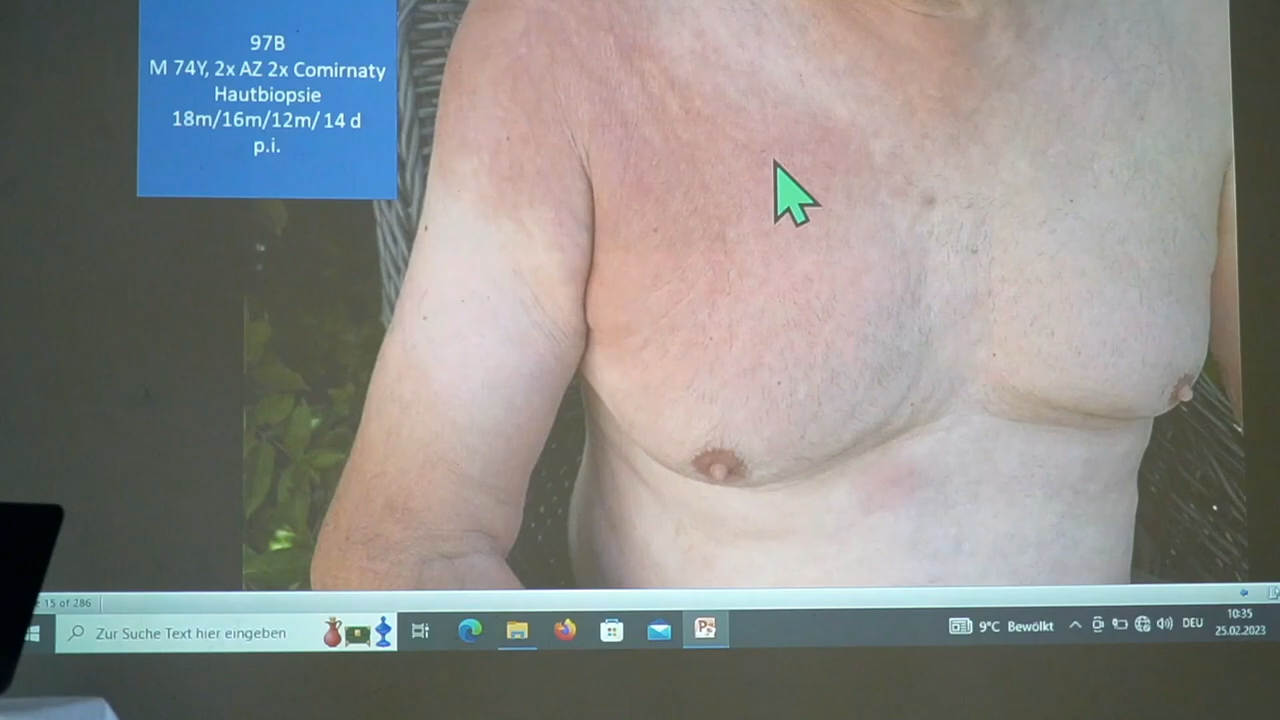 97B
M 74Y, 2x AZ 2x Comirnaty
Hautbiopsie
18m/16m/12m/ 14 d
p.i.
15 of 286
Zur Suche Text hier eingeben
9°C Bewölkt
DEU
10:35
25.02.2023